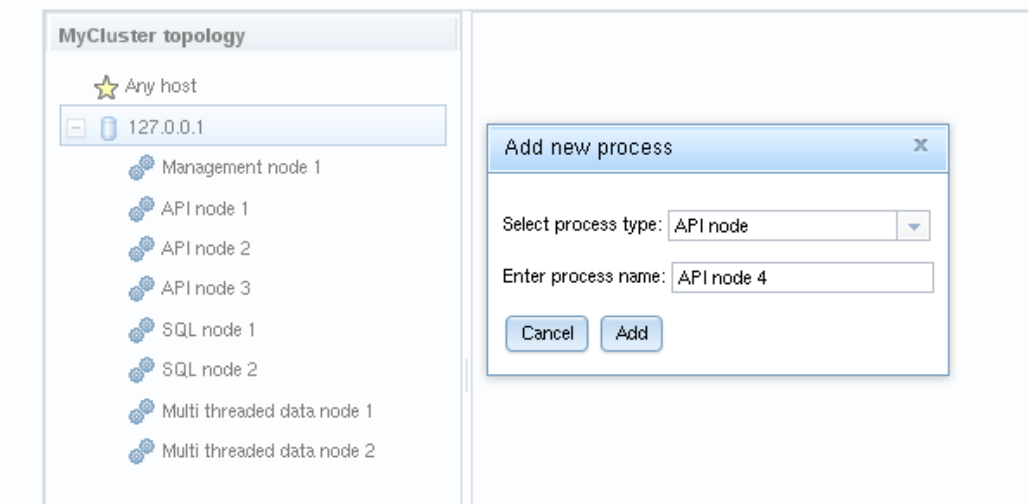 MyCluster topology
Any host
127.0.0.1
Management node 1
API node 1
API node 2
API node 3
SQL node 1
SQL node 2
Multi threaded data node 1
Multi threaded data node 2
Add new process
x
Select process type: API node
Enter process name: API node 4
Cancel Add